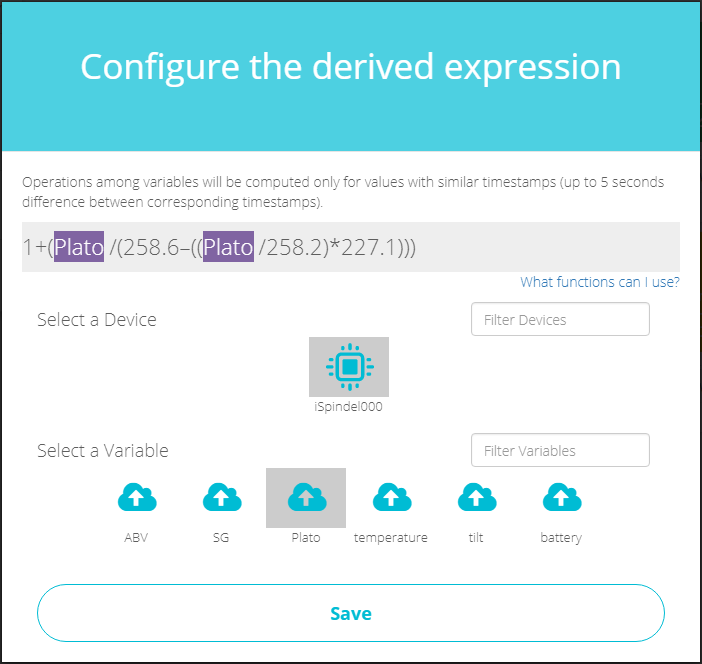 Configure the derived expression
Operations among variables will be computed only for values with similar timestamps (up to 5 seconds
difference between corresponding timestamps).
1+(Plato /(258.6–((Plato /258.2)*227.1)))
What functions can I use?
Select a Device
Filter Devices
iSpindel000
Select a Variable
Filter Variables
ABV SG Plato temperature tilt battery
Save